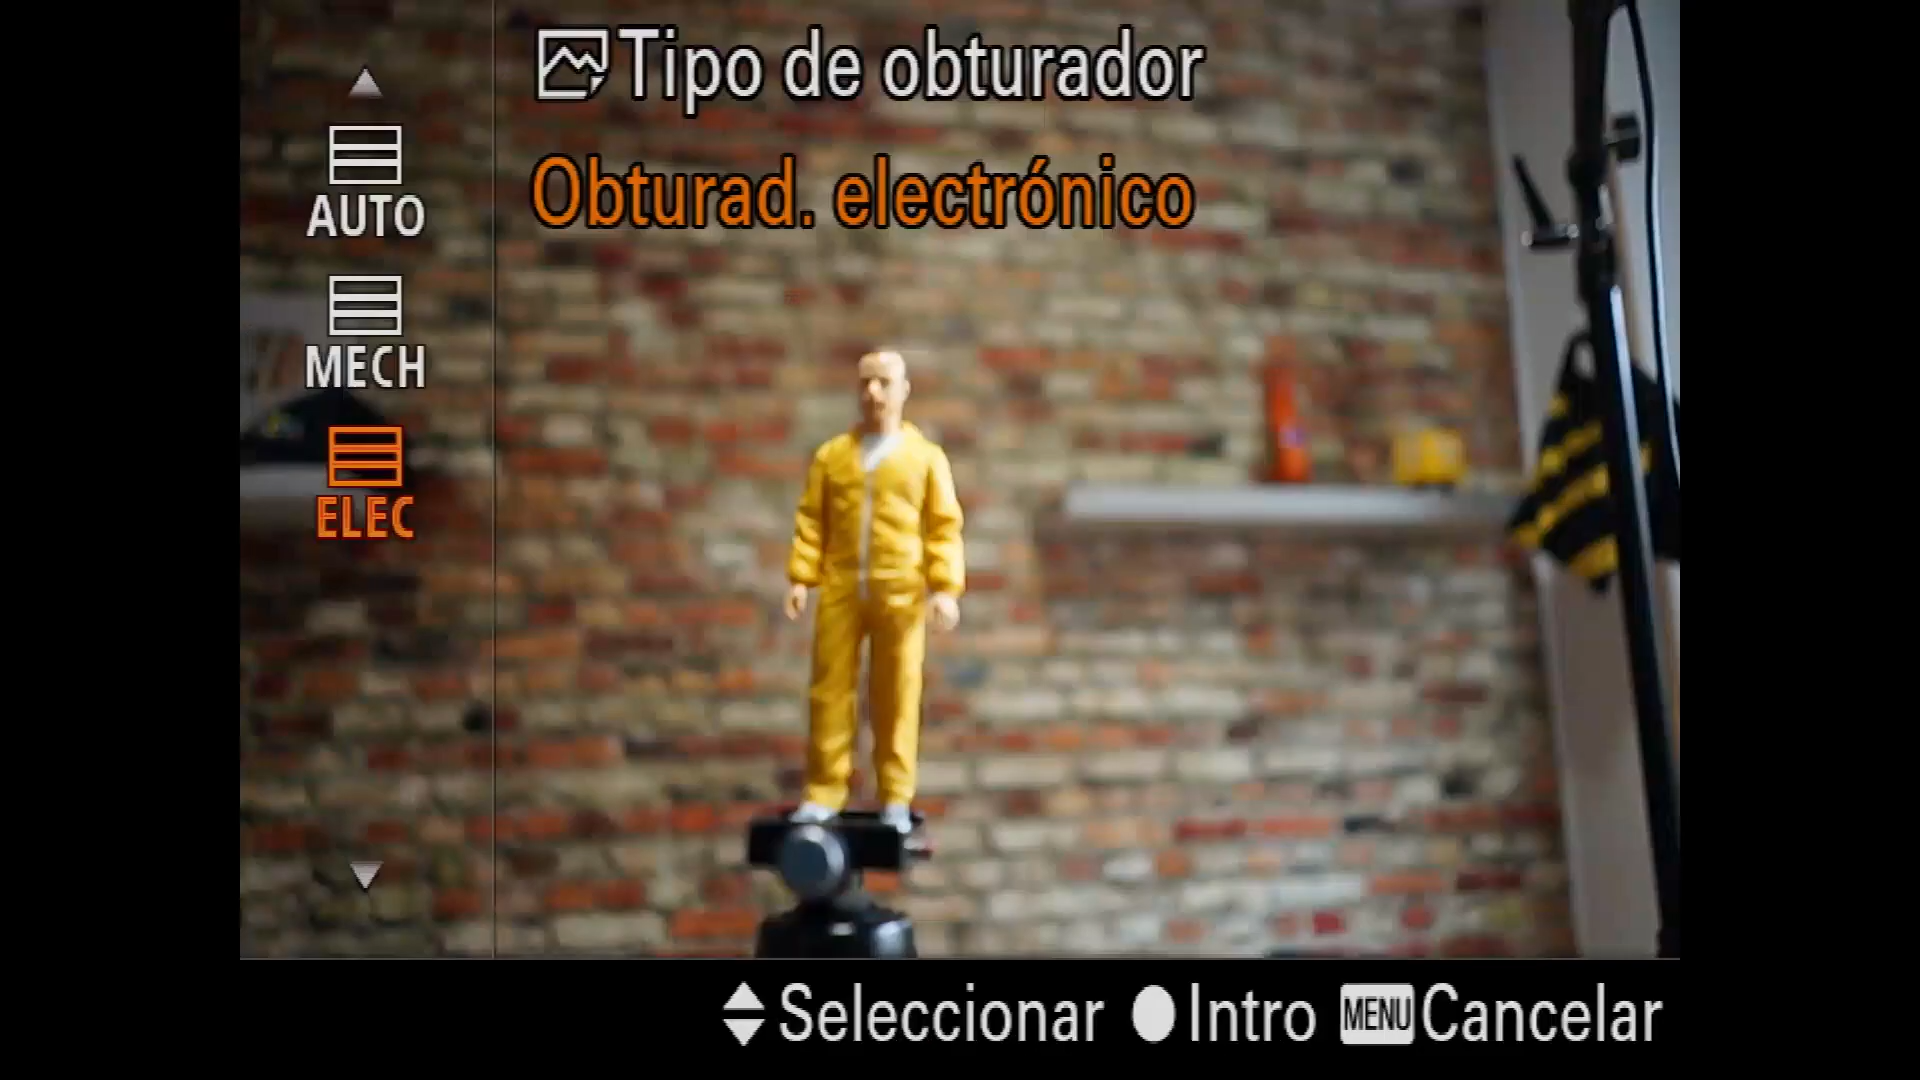 Tipo de obturador
Obturad. electrónico
AUTO
MECH
ELEC
Seleccionar Intro MENU Cancelar